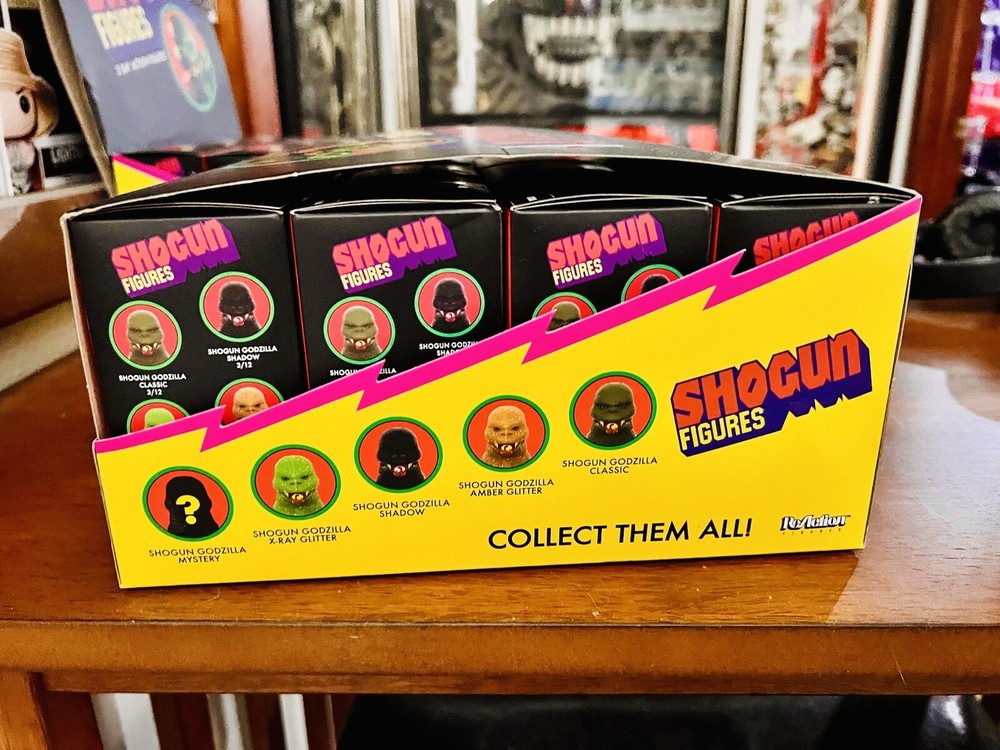 FIGURES
SHOGUN
FIGURES
SHOGUN GODZILLA
CLASSIC
3/12
SHOGUN GODZILLA
SHADOW
3/12
SHOGUN
FIGURES
SHOGUN
FIGURES
SHOGUN
SHOGUN
FIGURES
?
SHOGUN GODZILLA
MYSTERY
SHOGUN GODZILLA
X-RAY GLITTER
SHOGUN GODZILLA
SHADOW
SHOGUN GODZILLA
AMBER GLITTER
SHOGUN GODZILLA
CLASSIC
COLLECT THEM ALL!
ReAction
FIGURES